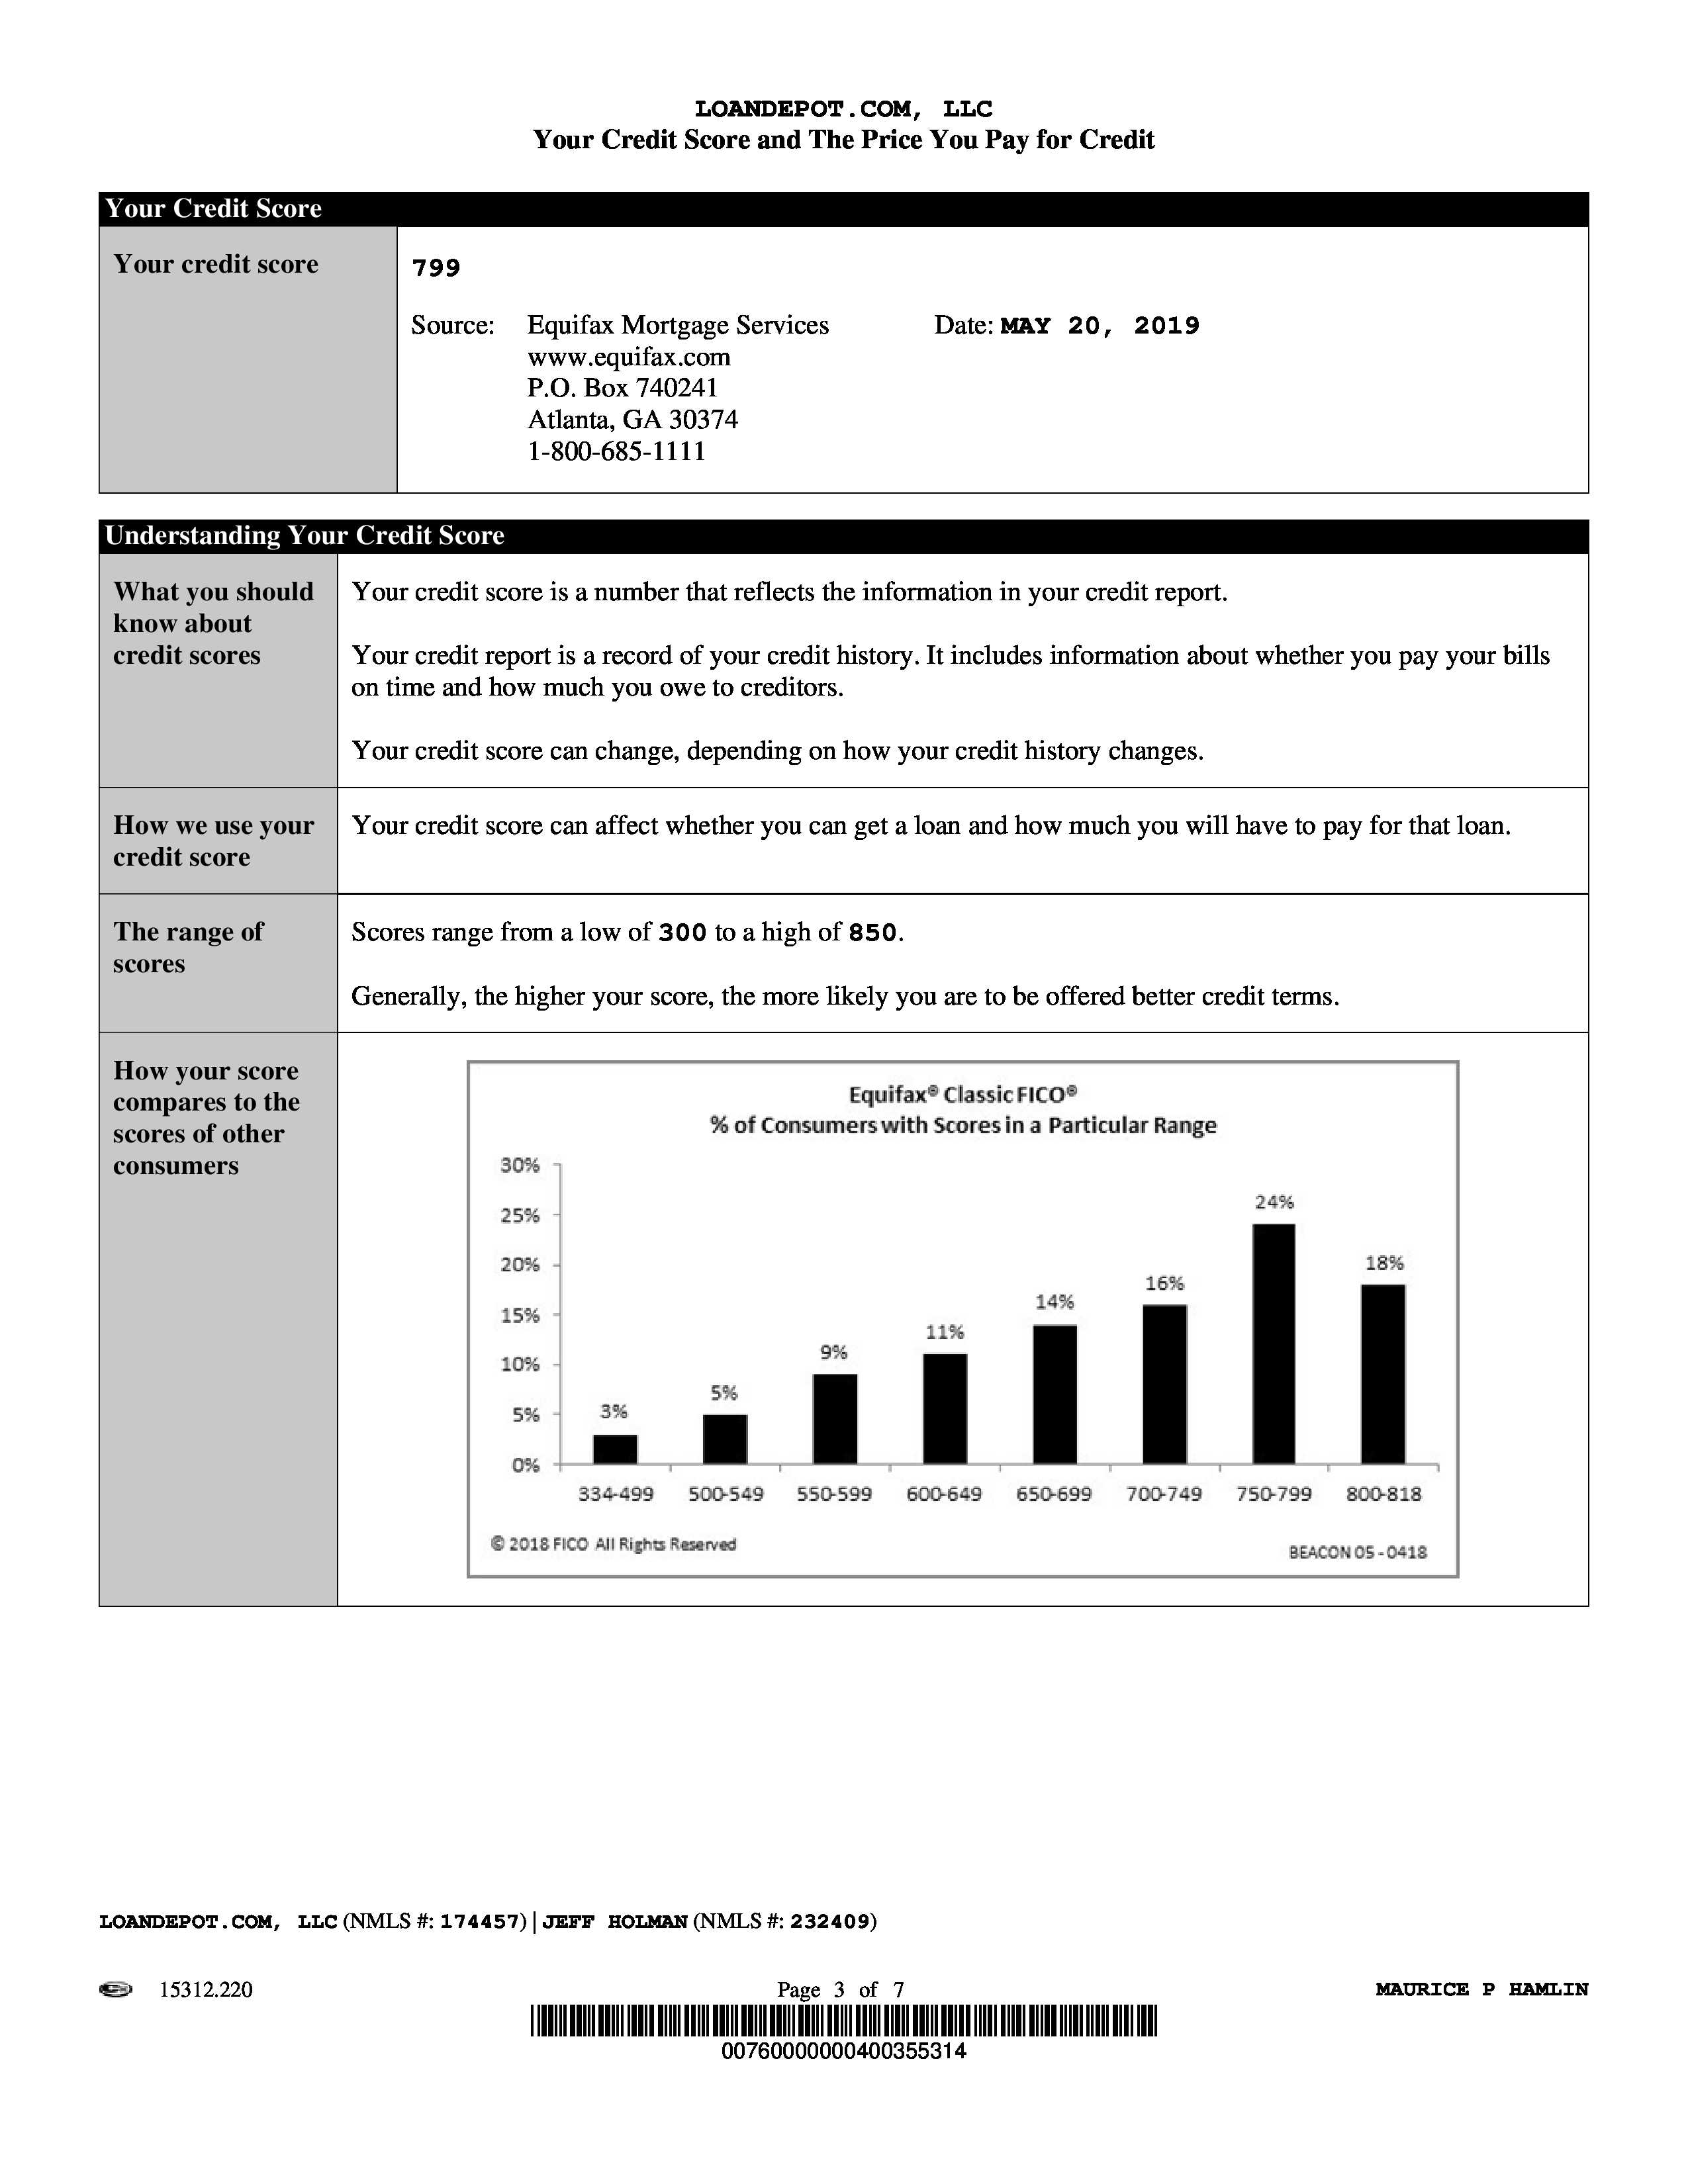 LOANDEPOT.COM, LLC
Your Credit Score and The Price You Pay for Credit
Your Credit Score
Your credit score
799
Source: Equifax Mortgage Services Date: MAY 20, 2019
www.equifax.com
P.O. Box 740241
Atlanta, GA 30374
1-800-685-1111
Understanding Your Credit Score
What you should
know about
credit scores
Your credit score is a number that reflects the information in your credit report.
Your credit report is a record of your credit history. It includes information about whether you pay your bills
on time and how much you owe to creditors.
Your credit score can change, depending on how your credit history changes.
How we use your
credit score
Your credit score can affect whether you can get a loan and how much you will have to pay for that loan.
The range of
scores
Scores range from a low of 300 to a high of 850.
Generally, the higher your score, the more likely you are to be offered better credit terms.
How your score
compares to the
scores of other
consumers
Equifax® Classic FICO®
% of Consumers with Scores in a Particular Range
30%
25%
20%
15%
10%
5%
0%
3%
5%
9%
11%
14%
16%
24%
18%
334-499 500-549 550-599 600-649 650-699 700-749 750-799 800-818
© 2018 FICO All Rights Reserved
BEACON 05 - 0418
LOANDEPOT.COM, LLC (NMLS #: 174457) | JEFF HOLMAN (NMLS #: 232409)
15312.220 Page 3 of 7 MAURICE P HAMLIN
00760000000400355314